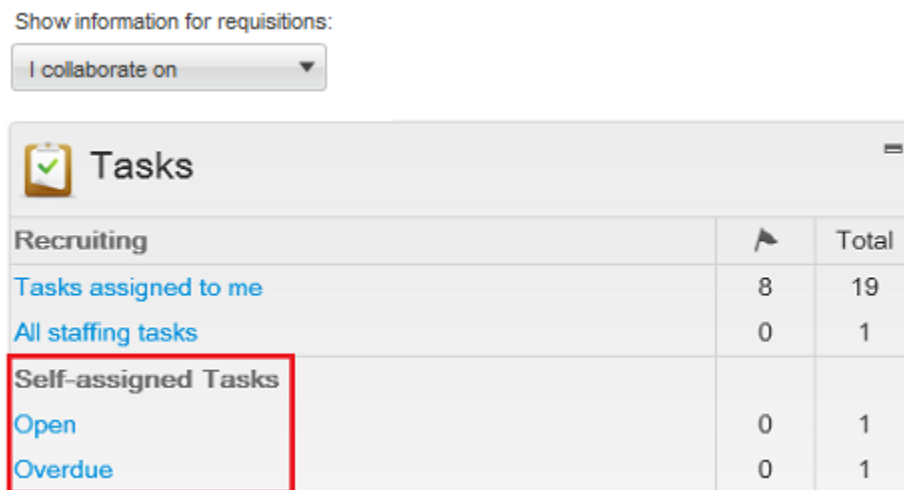 Show information for requisitions:
I collaborate on
Tasks
Recruiting Total
Tasks assigned to me 8 19
All staffing tasks 0 1
Self-assigned Tasks
Open 0 1
Overdue 0 1